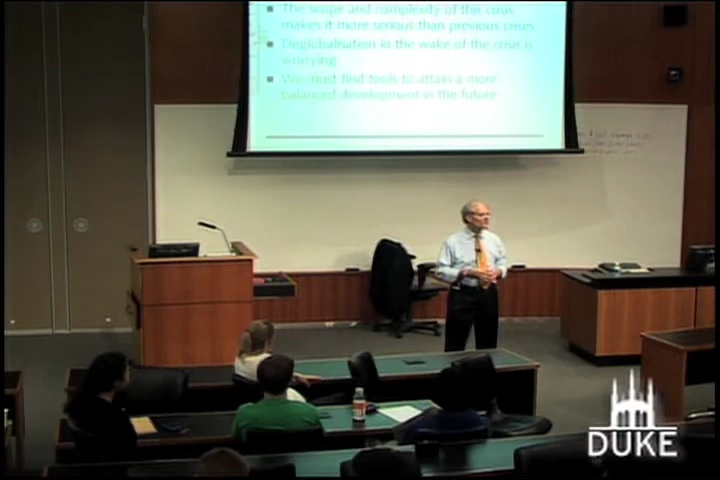 The scope and complexity of this crisis
makes it more serious than previous crises
Deglobalisation in the wake of the crisis is
worrying
We must find tools to attain a more
balanced development in the future
DUKE